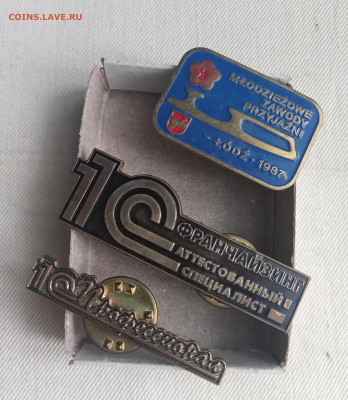 COINS.LAVE.RU
MŁODZIEŻOWE
ZAWODY
PRZYJAŹNI
ŁÓDŹ · 1987
1С
ФРАНЧАЙЗИНГ
АТТЕСТОВАННЫЙ
СПЕЦИАЛИСТ
1С Профессионал